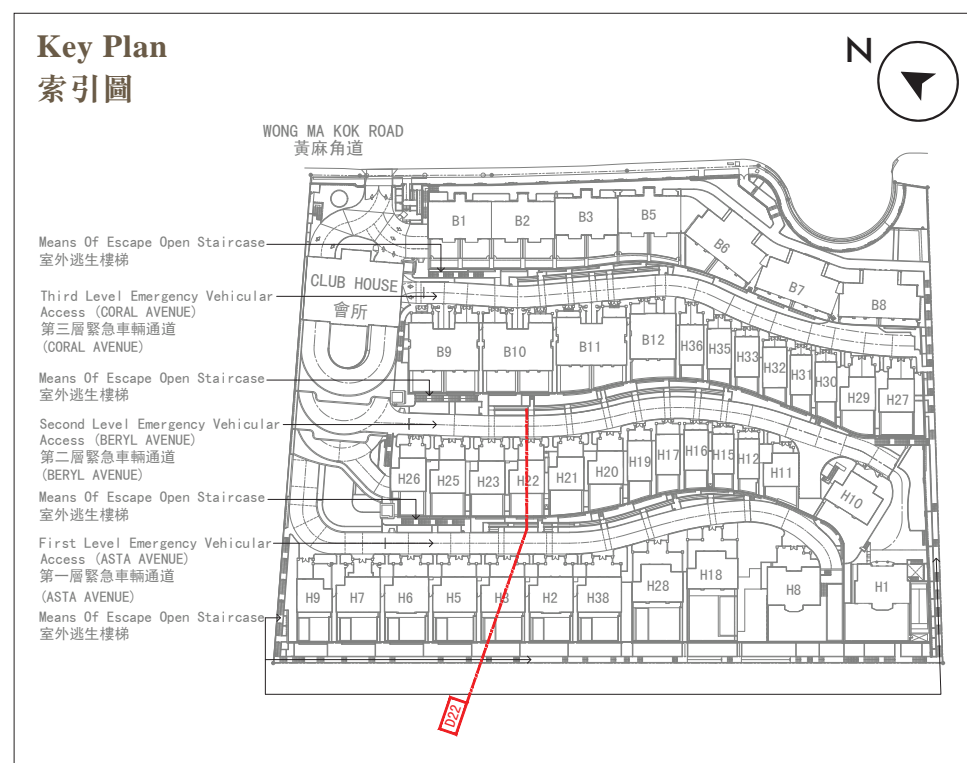 Key Plan
索引圖
N
WONG MA KOK ROAD
黃麻角道
Means Of Escape Open Staircase
室外逃生樓梯
Third Level Emergency Vehicular
Access (CORAL AVENUE)
第三層緊急車輛通道
(CORAL AVENUE)
Means Of Escape Open Staircase
室外逃生樓梯
Second Level Emergency Vehicular
Access (BERYL AVENUE)
第二層緊急車輛通道
(BERYL AVENUE)
Means Of Escape Open Staircase
室外逃生樓梯
First Level Emergency Vehicular
Access (ASTA AVENUE)
第一層緊急車輛通道
(ASTA AVENUE)
Means Of Escape Open Staircase
室外逃生樓梯
CLUB HOUSE
會所
B1 B2 B3 B5 B6 B7 B8
B9 B10 B11 B12 H36 H35 H33 H32 H31 H30 H29 H27
H26 H25 H23 H22 H21 H20 H19 H17 H16 H15 H12 H11 H10
H9 H7 H6 H5 H3 H2 H38 H28 H18 H8 H1
D22